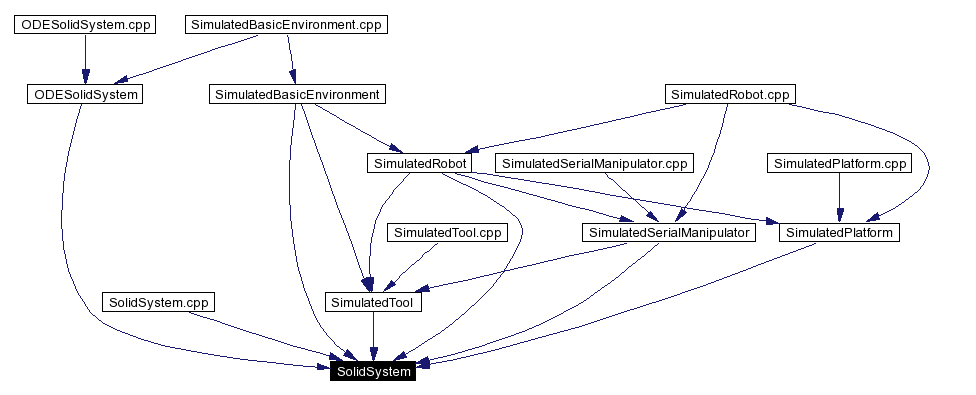 ODESolidSystem.cpp
SimulatedBasicEnvironment.cpp
ODESolidSystem
SimulatedBasicEnvironment
SimulatedRobot.cpp
SimulatedRobot
SimulatedSerialManipulator.cpp
SimulatedPlatform.cpp
SimulatedTool.cpp
SimulatedSerialManipulator
SimulatedPlatform
SolidSystem.cpp
SimulatedTool
SolidSystem